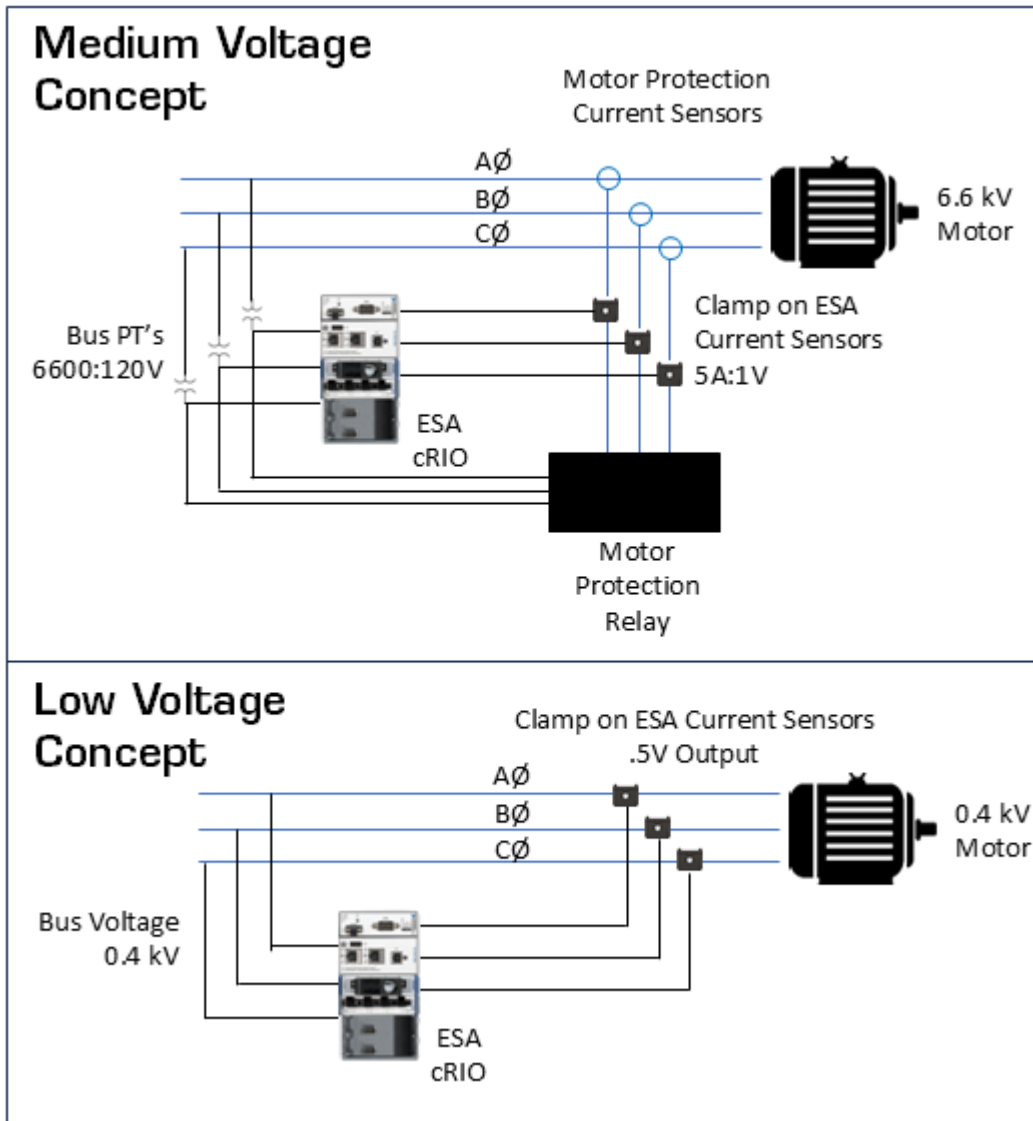 Medium Voltage
Concept
Motor Protection
Current Sensors
AØ
BØ
CØ
6.6 kV
Motor
Bus PT's
6600:120V
Clamp on ESA
Current Sensors
5A:1V
ESA
cRIO
Motor
Protection
Relay
Low Voltage
Concept
Clamp on ESA Current Sensors
.5V Output
AØ
BØ
CØ
0.4 kV
Motor
Bus Voltage
0.4 kV
ESA
cRIO